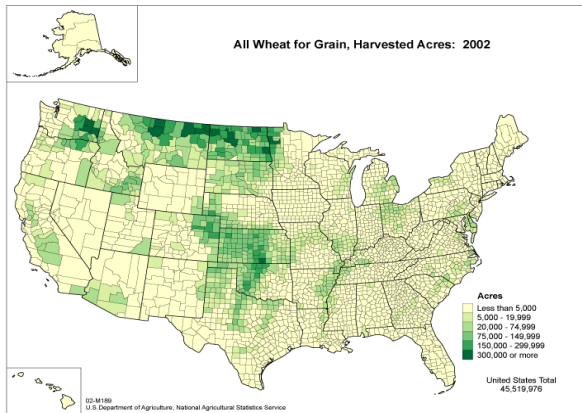 All Wheat for Grain, Harvested Acres: 2002
Acres
Less than 5,000
5,000 - 19,999
20,000 - 74,999
75,000 - 149,999
150,000 - 299,999
300,000 or more
United States Total
45,519,976
02-M189
U.S. Department of Agriculture, National Agricultural Statistics Service